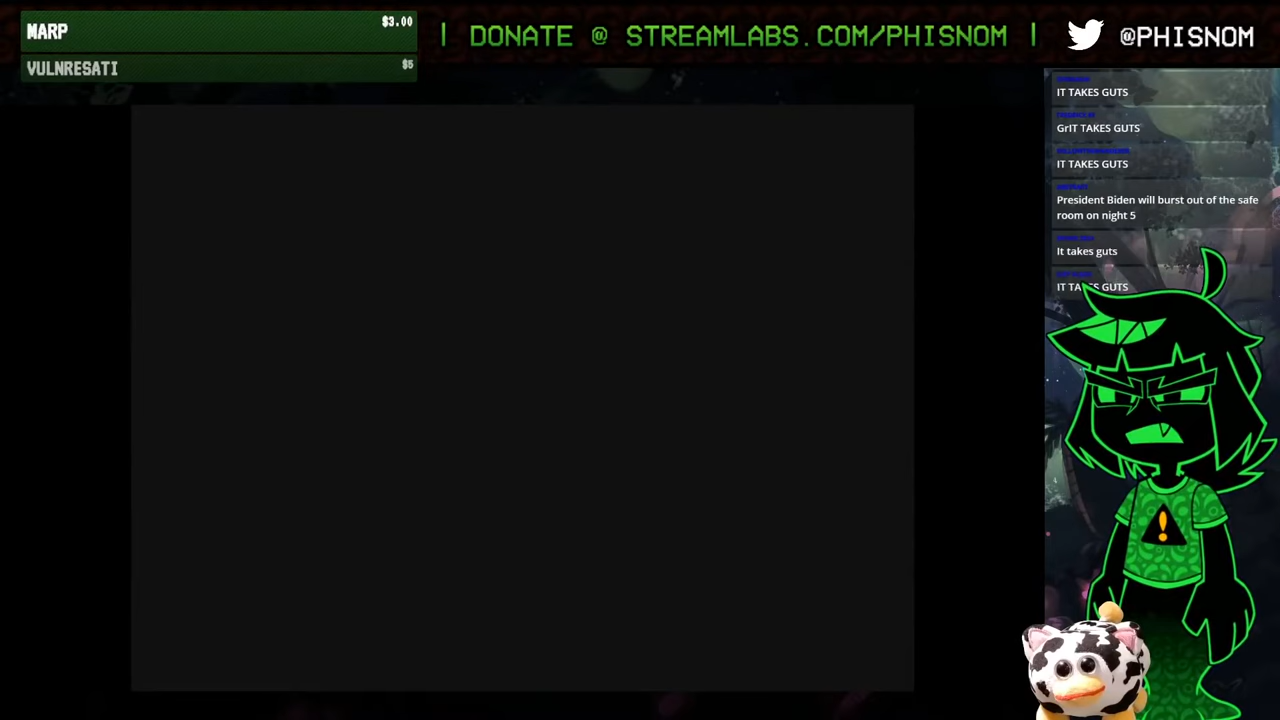 MARP $3.00
VULNRESATI $5
| DONATE @ STREAMLABS.COM/PHISNOM |
@PHISNOM
IT TAKES GUTS
GrIT TAKES GUTS
IT TAKES GUTS
President Biden will burst out of the safe
room on night 5
It takes guts
IT TAKES GUTS